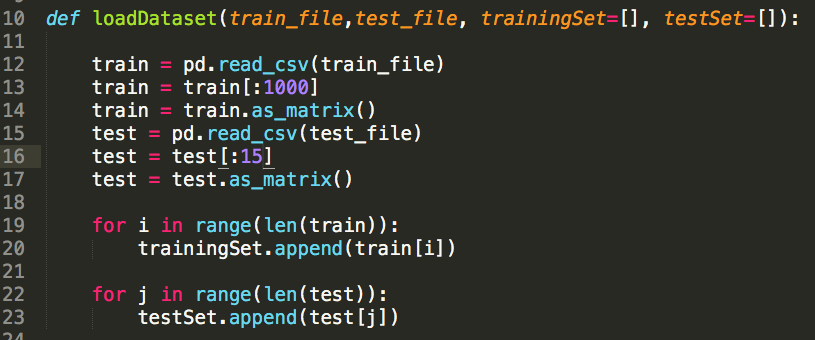 10 def loadDataset(train_file,test_file, trainingSet=[], testSet=[]):
11
12     train = pd.read_csv(train_file)
13     train = train[:1000]
14     train = train.as_matrix()
15     test = pd.read_csv(test_file)
16     test = test[:15]
17     test = test.as_matrix()
18
19     for i in range(len(train)):
20         trainingSet.append(train[i])
21
22     for j in range(len(test)):
23         testSet.append(test[j])
24